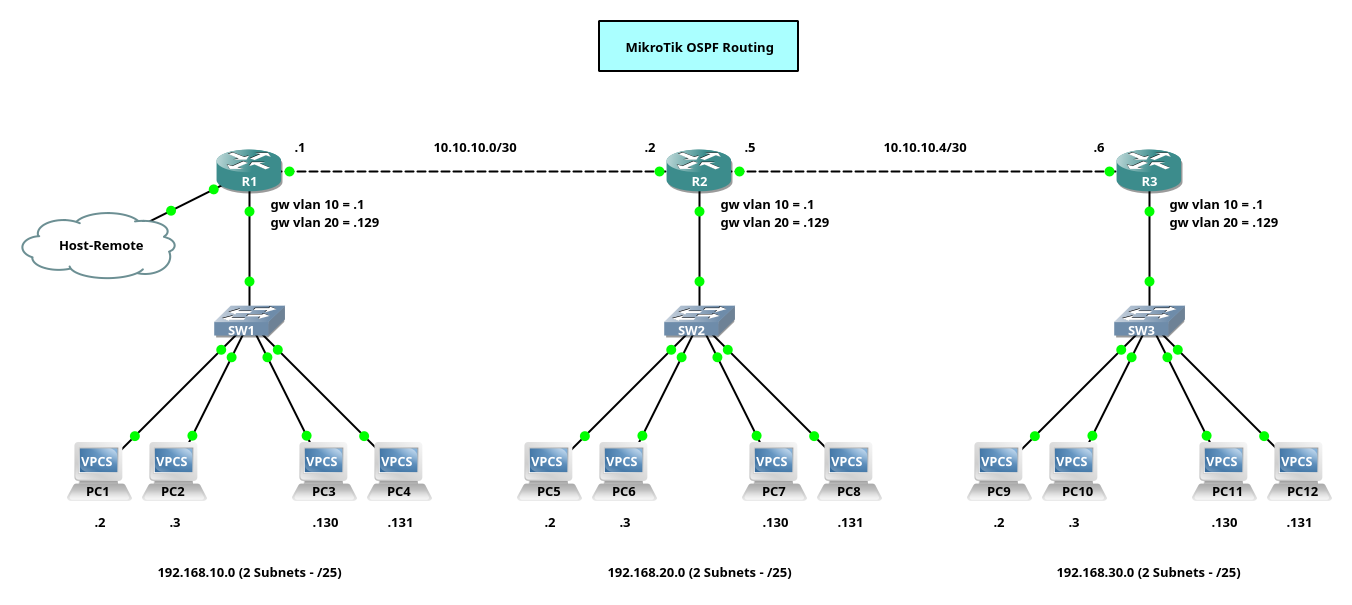 MikroTik OSPF Routing
.1
10.10.10.0/30
.2
.5
10.10.10.4/30
.6
R1
R2
R3
gw vlan 10 = .1
gw vlan 20 = .129
gw vlan 10 = .1
gw vlan 20 = .129
gw vlan 10 = .1
gw vlan 20 = .129
Host-Remote
SW1
SW2
SW3
VPCS
VPCS
VPCS
VPCS
VPCS
VPCS
VPCS
VPCS
VPCS
VPCS
VPCS
VPCS
PC1
PC2
PC3
PC4
PC5
PC6
PC7
PC8
PC9
PC10
PC11
PC12
.2
.3
.130
.131
.2
.3
.130
.131
.2
.3
.130
.131
192.168.10.0 (2 Subnets - /25)
192.168.20.0 (2 Subnets - /25)
192.168.30.0 (2 Subnets - /25)